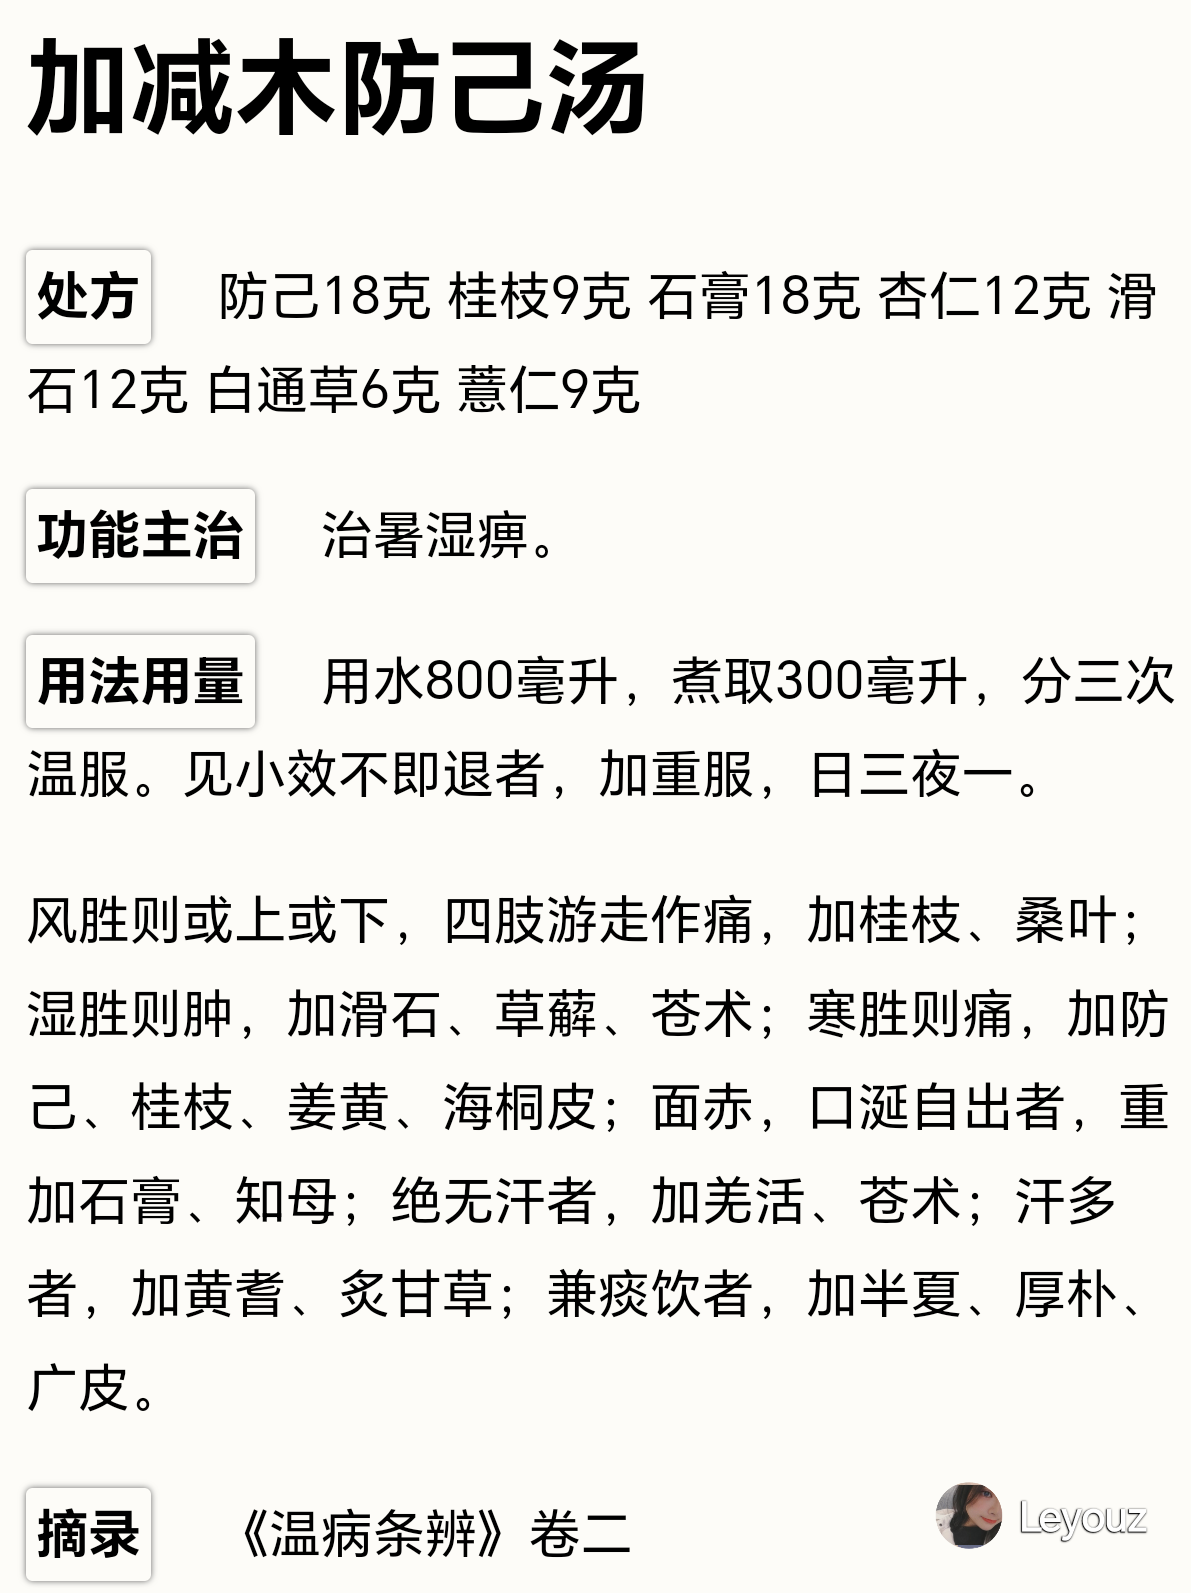 加减木防己汤
处方 防己18克 桂枝9克 石膏18克 杏仁12克 滑
石12克 白通草6克 薏仁9克
功能主治 治暑湿痹。
用法用量 用水800毫升，煮取300毫升，分三次
温服。见小效不即退者，加重服，日三夜一。
风胜则或上或下，四肢游走作痛，加桂枝、桑叶；
湿胜则肿，加滑石、草薢、苍术；寒胜则痛，加防
己、桂枝、姜黄、海桐皮；面赤，口涎自出者，重
加石膏、知母；绝无汗者，加羌活、苍术；汗多
者，加黄耆、炙甘草；兼痰饮者，加半夏、厚朴、
广皮。
摘录 《温病条辨》卷二
Leyouz